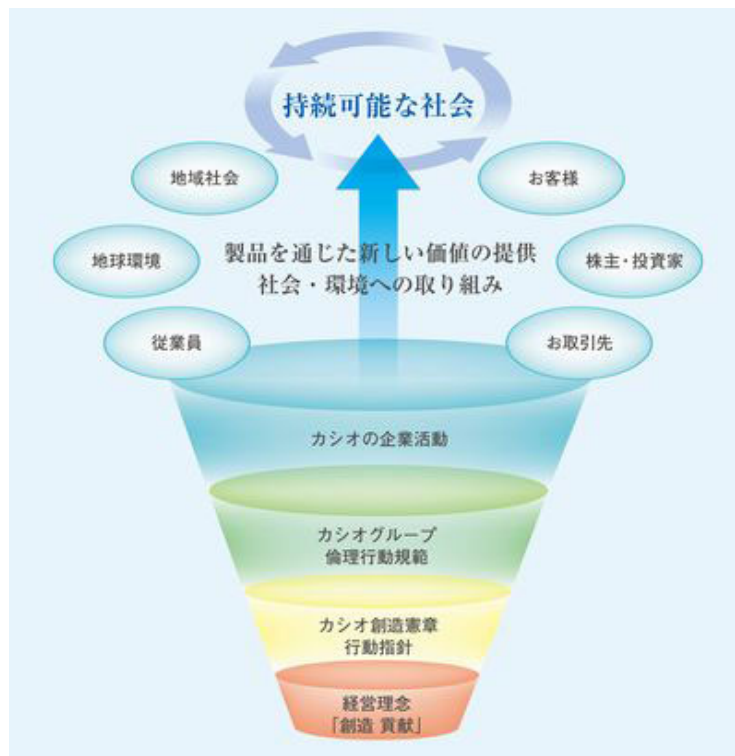 持続可能な社会
地域社会
お客様
地球環境
製品を通じた新しい価値の提供
社会・環境への取り組み
株主・投資家
従業員
お取引先
カシオの企業活動
カシオグループ
倫理行動規範
カシオ創造憲章
行動指針
経営理念
「創造 貢献」